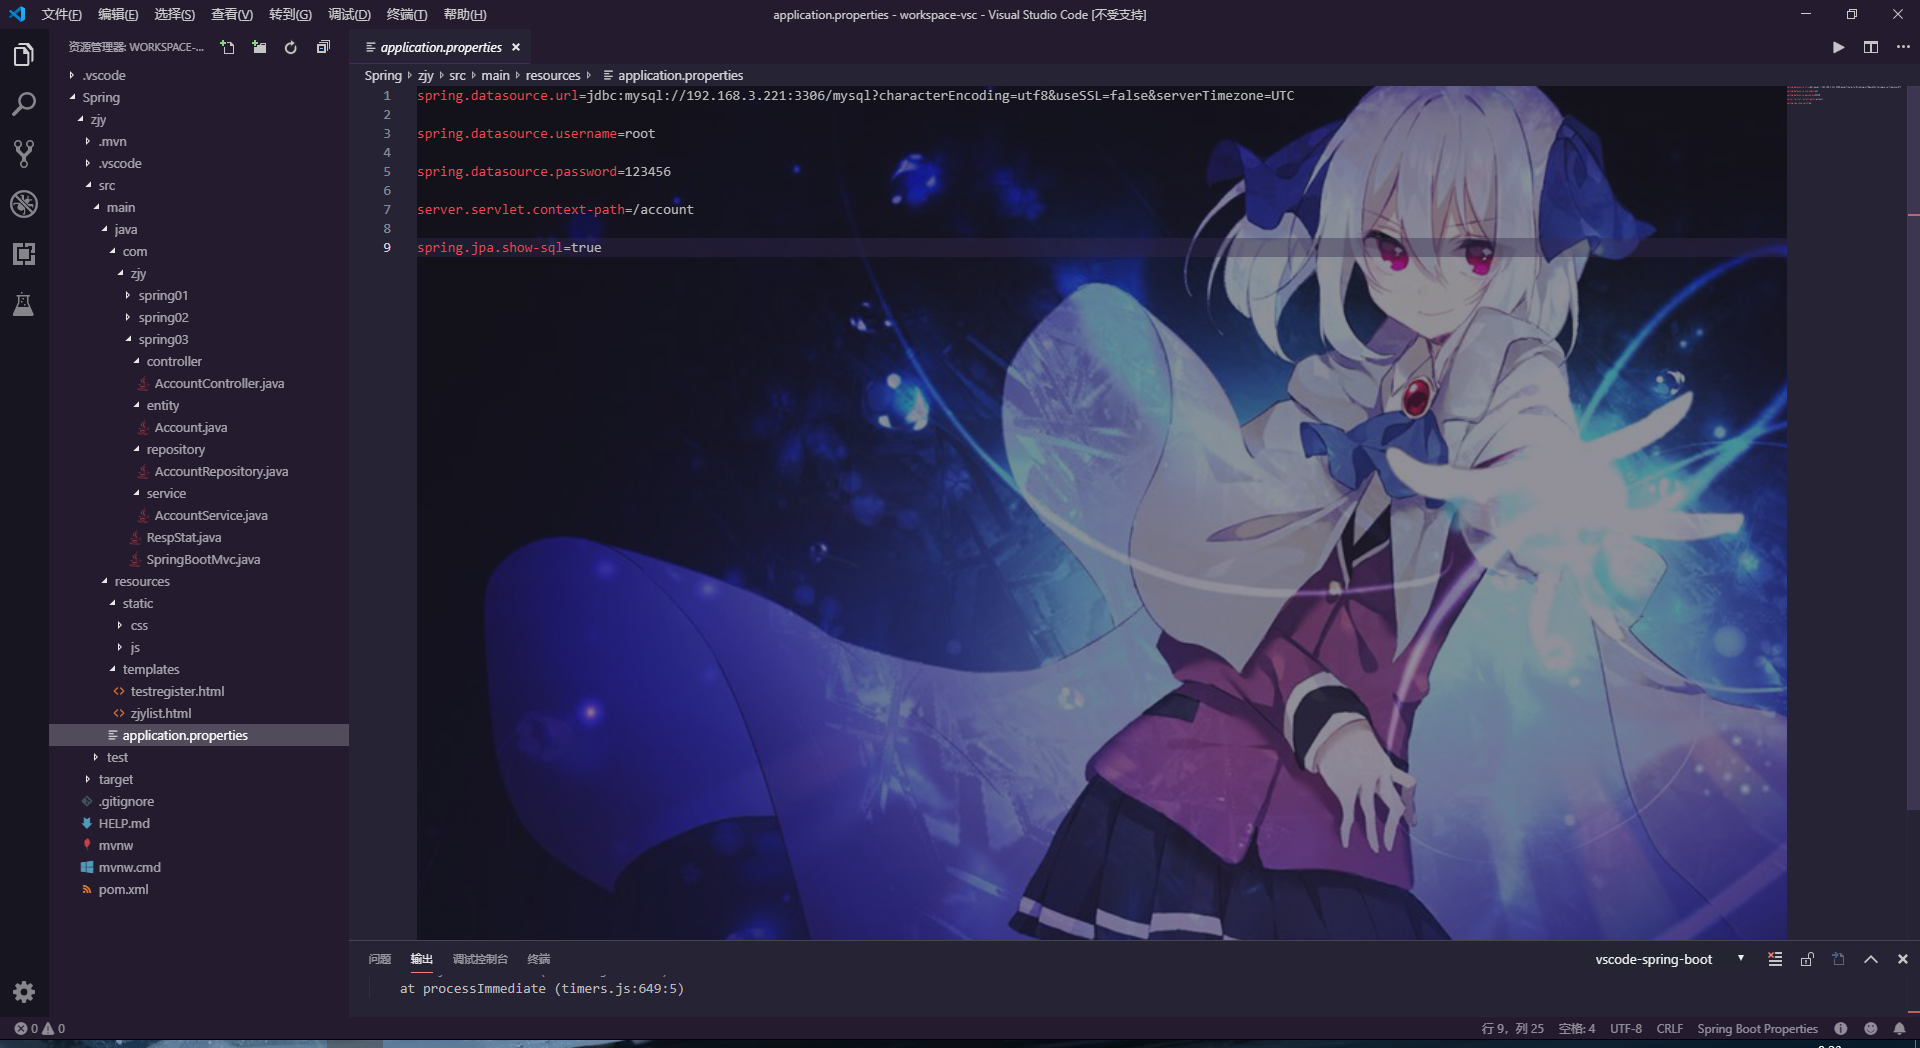 文件(F) 编辑(E) 选择(S) 查看(V) 转到(G) 调试(D) 终端(T) 帮助(H)
application.properties - workspace-vsc - Visual Studio Code [不受支持]
资源管理器: WORKSPACE-...
.vscode
Spring
zjy
.mvn
.vscode
src
main
java
com
zjy
spring01
spring02
spring03
controller
AccountController.java
entity
Account.java
repository
AccountRepository.java
service
AccountService.java
RespStat.java
SpringBootMvc.java
resources
static
css
js
templates
testregister.html
zjylist.html
application.properties
test
target
.gitignore
HELP.md
mvnw
mvnw.cmd
pom.xml
application.properties
Spring zjy src main resources application.properties
1 spring.datasource.url=jdbc:mysql://192.168.3.221:3306/mysql?characterEncoding=utf8&useSSL=false&serverTimezone=UTC
2
3 spring.datasource.username=root
4
5 spring.datasource.password=123456
6
7 server.servlet.context-path=/account
8
9 spring.jpa.show-sql=true
问题 输出 调试控制台 终端
vscode-spring-boot
at processImmediate (timers.js:649:5)
0 0
行 9，列 25 空格: 4 UTF-8 CRLF Spring Boot Properties